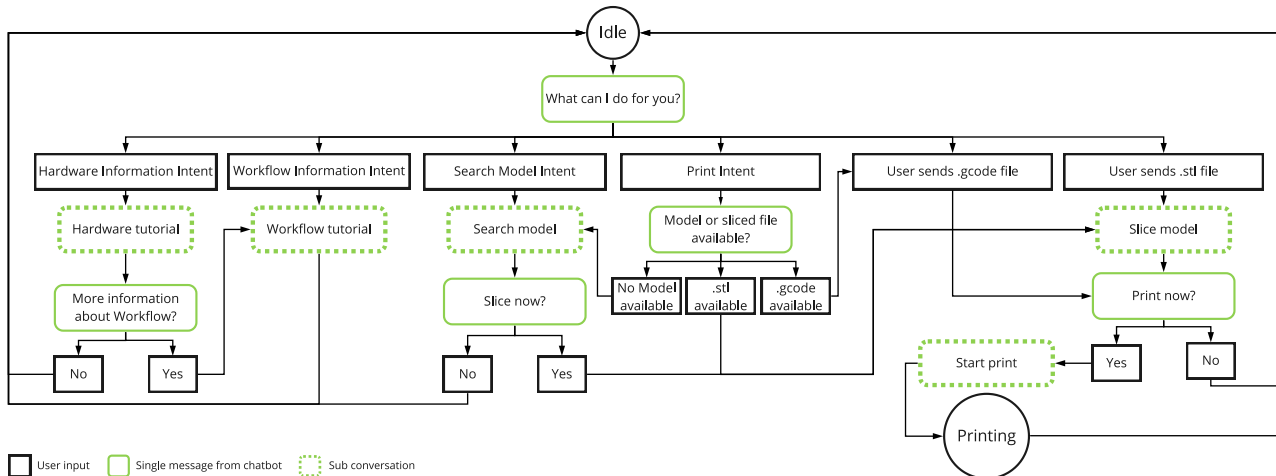 Idle
What can I do for you?
Hardware Information Intent
Workflow Information Intent
Search Model Intent
Print Intent
User sends .gcode file
User sends .stl file
Hardware tutorial
Workflow tutorial
Search model
Model or sliced file
available?
Slice model
More information
about Workflow?
Slice now?
No Model
available
.stl
available
.gcode
available
Print now?
No
Yes
No
Yes
Start print
Yes
No
Printing
User input
Single message from chatbot
Sub conversation